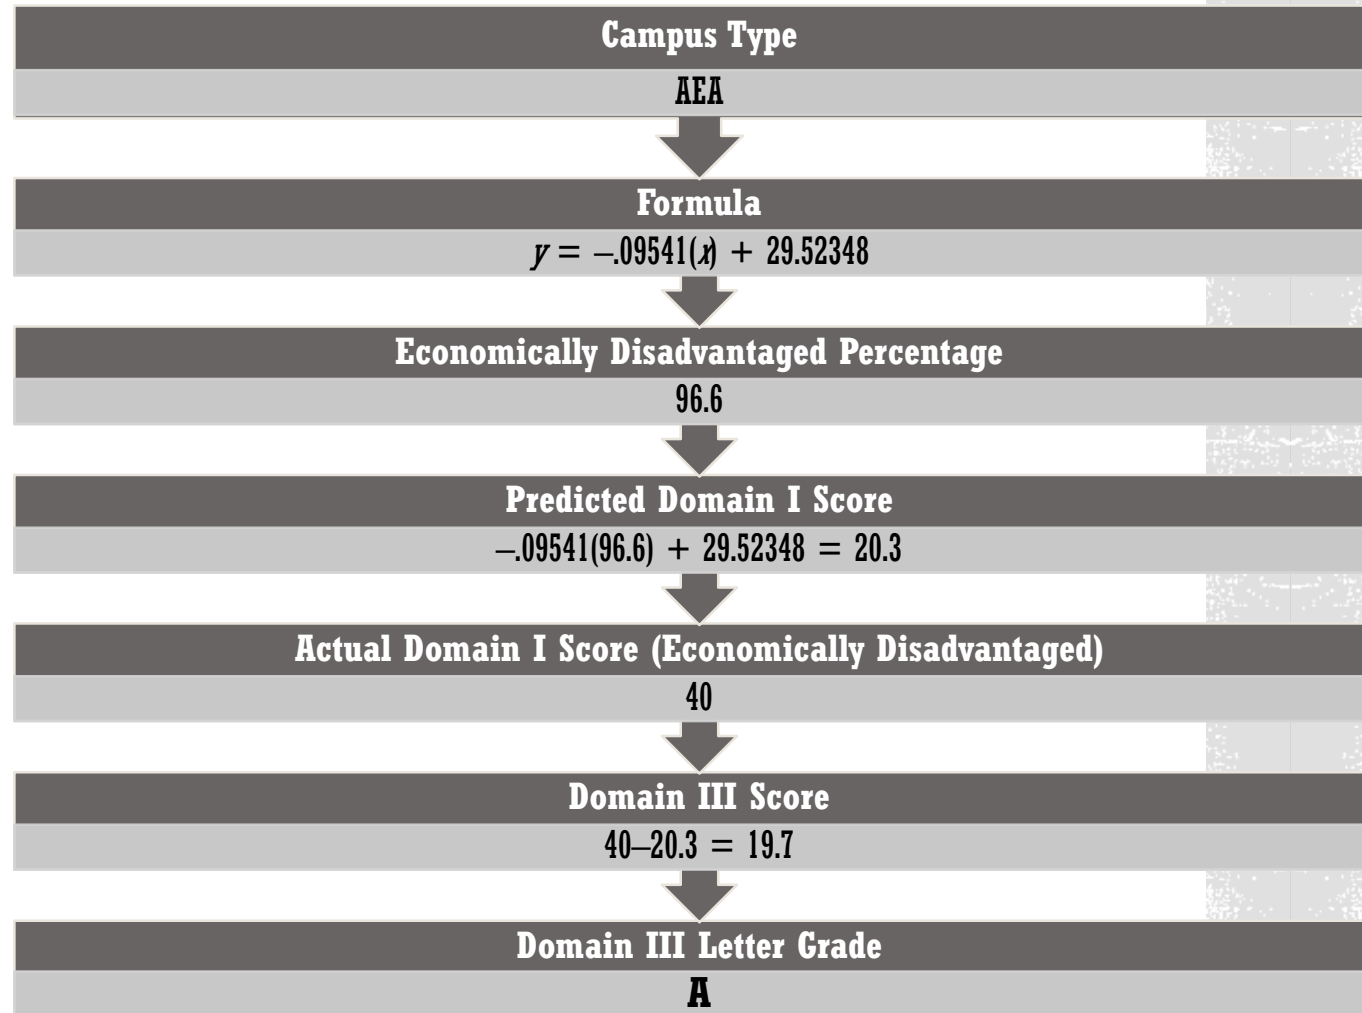 Campus Type
AEA
Formula
y = –.09541(x) + 29.52348
Economically Disadvantaged Percentage
96.6
Predicted Domain I Score
–.09541(96.6) + 29.52348 = 20.3
Actual Domain I Score (Economically Disadvantaged)
40
Domain III Score
40–20.3 = 19.7
Domain III Letter Grade
A